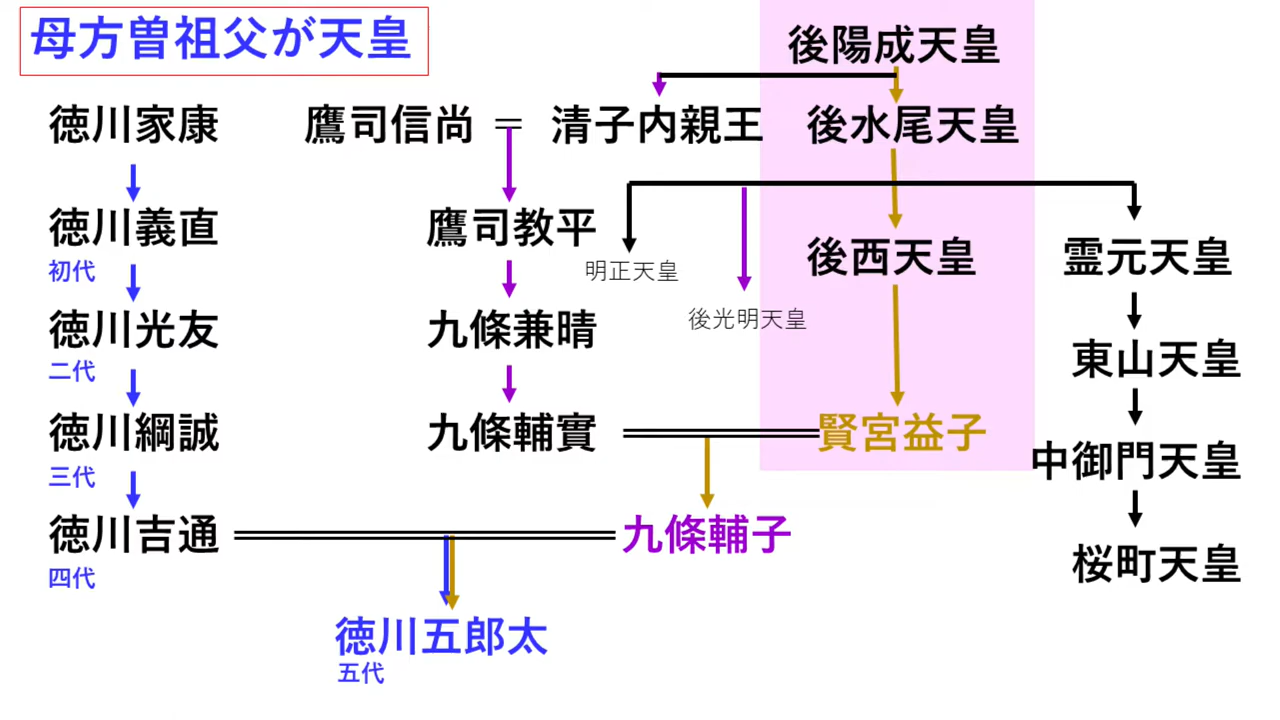 母方曽祖父が天皇
後陽成天皇
徳川家康
鷹司信尚
=
清子内親王
後水尾天皇
徳川義直
初代
鷹司教平
明正天皇
後西天皇
霊元天皇
後光明天皇
徳川光友
二代
九條兼晴
東山天皇
徳川綱誠
三代
九條輔實
賢宮益子
中御門天皇
徳川吉通
四代
九條輔子
桜町天皇
徳川五郎太
五代